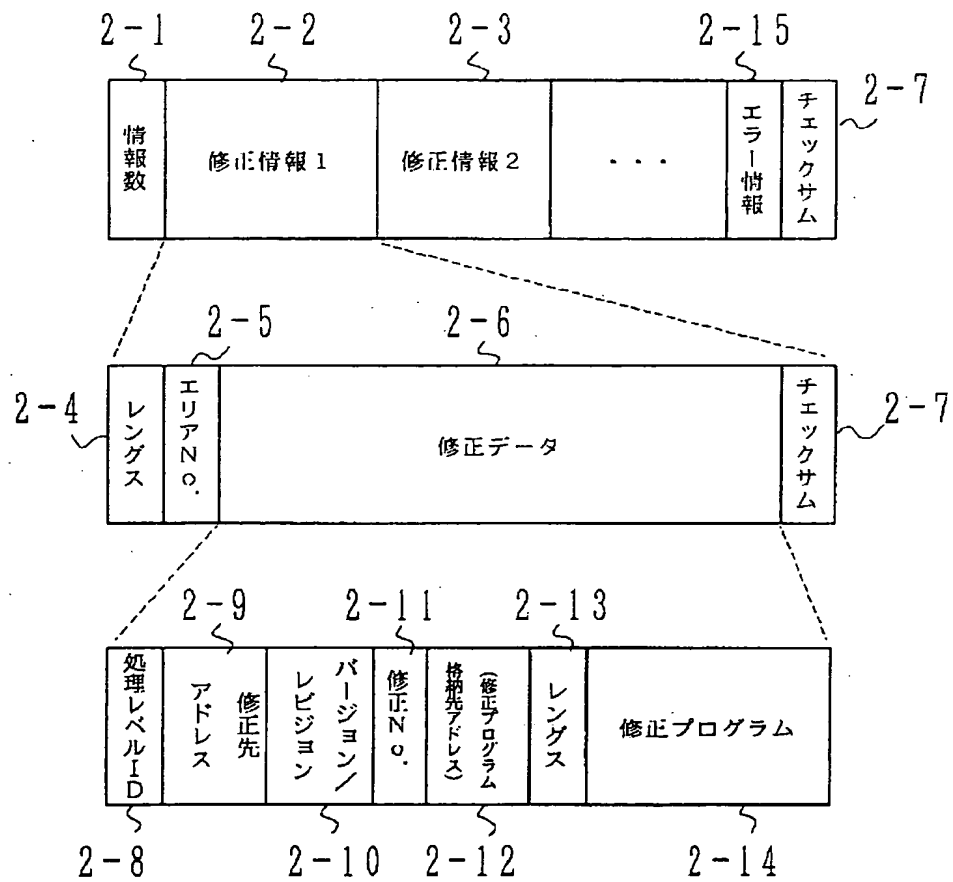 2-1
2-2
2-3
2-15
2-7
情報数
修正情報1
修正情報2
...
エラー情報
チェックサム
2-5
2-6
2-4
2-7
レングス
エリアNo.
修正データ
チェックサム
2-9
2-11
2-13
処理レベルID
修正先
アドレス
バージョン/
レビジョン
修正No.
(修正プログラム
格柄先アドレス)
レングス
修正プログラム
2-8
2-10
2-12
2-14